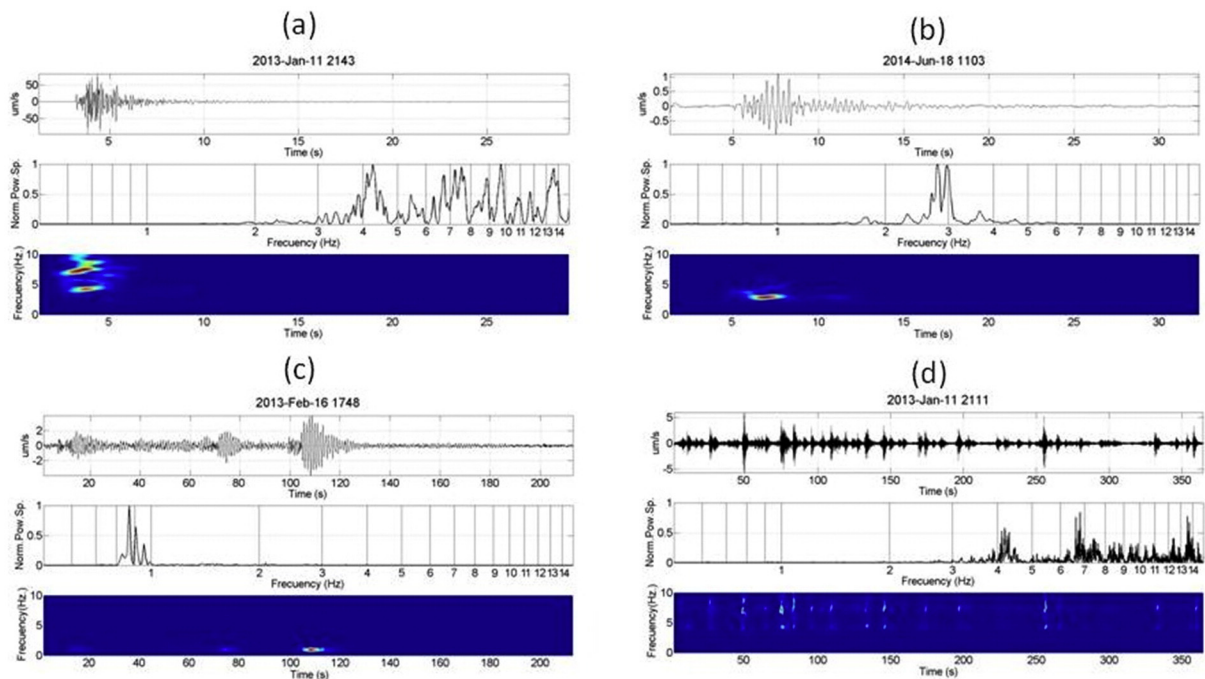 (a)
2013-Jan-11 2143
um/s
50
0
-50
5 10 15 20 25
Time (s)
Norm.Pow.Sp.
1
0.5
0
1 2 3 4 5 6 7 8 9 10 11 12 13 14
Frecuency (Hz)
Frecuency(Hz.)
10
5
0
5 10 15 20 25
Time (s)
(b)
2014-Jun-18 1103
um/s
1
0.5
0
-0.5
5 10 15 20 25 30
Time (s)
Norm.Pow.Sp.
1
0.5
0
1 2 3 4 5 6 7 8 9 10 11 12 13 14
Frecuency (Hz)
Frecuency(Hz.)
10
5
0
5 10 15 20 25 30
Time (s)
(c)
2013-Feb-16 1748
um/s
2
0
-2
20 40 60 80 100 120 140 160 180 200
Time (s)
Norm.Pow.Sp.
1
0.5
0
1 2 3 4 5 6 7 8 9 10 11 12 13 14
Frecuency (Hz)
Frecuency(Hz.)
10
5
0
20 40 60 80 100 120 140 160 180 200
Time (s)
(d)
2013-Jan-11 2111
um/s
5
0
-5
50 100 150 200 250 300 350
Time (s)
Norm.Pow.Sp.
1
0.5
0
1 2 3 4 5 6 7 8 9 10 11 12 13 14
Frecuency (Hz)
Frecuency(Hz.)
10
5
0
50 100 150 200 250 300 350
Time (s)